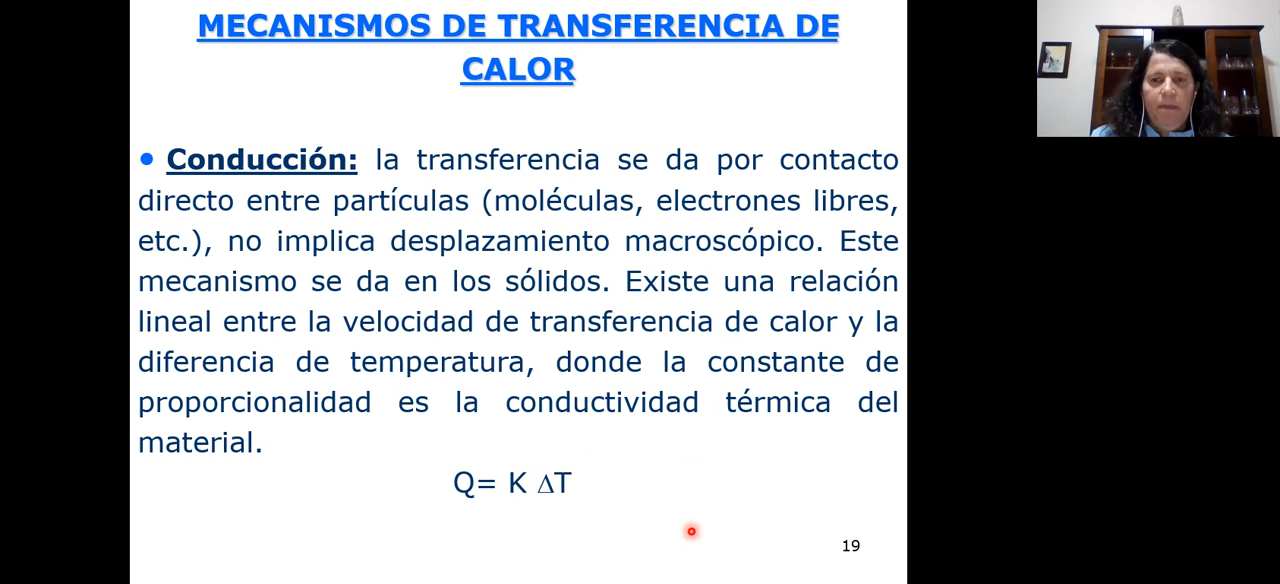 MECANISMOS DE TRANSFERENCIA DE
CALOR
• Conducción: la transferencia se da por contacto
directo entre partículas (moléculas, electrones libres,
etc.), no implica desplazamiento macroscópico. Este
mecanismo se da en los sólidos. Existe una relación
lineal entre la velocidad de transferencia de calor y la
diferencia de temperatura, donde la constante de
proporcionalidad es la conductividad térmica del
material.
Q= K ΔT
19